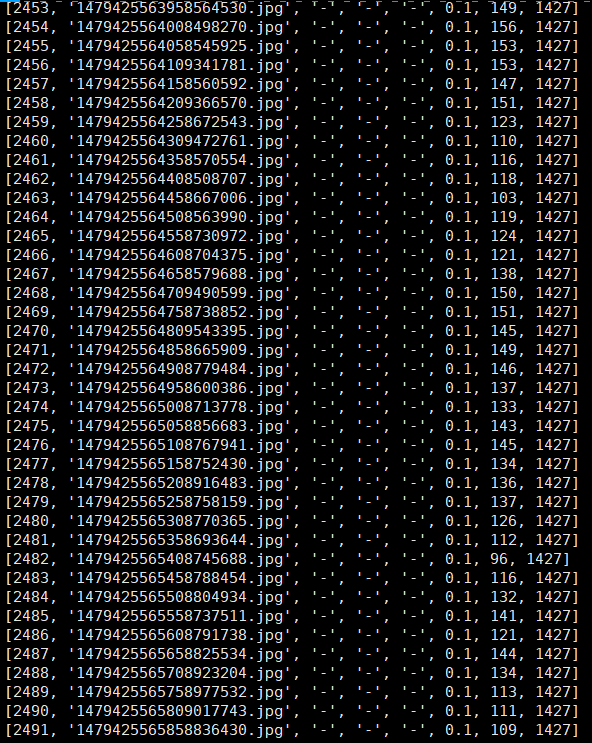 [2453, '1479425563958564530.jpg', '-', '-', '-', 0.1, 149, 1427]
[2454, '1479425564008498270.jpg', '-', '-', '-', 0.1, 156, 1427]
[2455, '1479425564058545925.jpg', '-', '-', '-', 0.1, 153, 1427]
[2456, '1479425564109341781.jpg', '-', '-', '-', 0.1, 153, 1427]
[2457, '1479425564158560592.jpg', '-', '-', '-', 0.1, 147, 1427]
[2458, '1479425564209366570.jpg', '-', '-', '-', 0.1, 151, 1427]
[2459, '1479425564258672543.jpg', '-', '-', '-', 0.1, 123, 1427]
[2460, '1479425564309472761.jpg', '-', '-', '-', 0.1, 110, 1427]
[2461, '1479425564358570554.jpg', '-', '-', '-', 0.1, 116, 1427]
[2462, '1479425564408508707.jpg', '-', '-', '-', 0.1, 118, 1427]
[2463, '1479425564458667006.jpg', '-', '-', '-', 0.1, 103, 1427]
[2464, '1479425564508563990.jpg', '-', '-', '-', 0.1, 119, 1427]
[2465, '1479425564558730972.jpg', '-', '-', '-', 0.1, 124, 1427]
[2466, '1479425564608704375.jpg', '-', '-', '-', 0.1, 121, 1427]
[2467, '1479425564658579688.jpg', '-', '-', '-', 0.1, 138, 1427]
[2468, '1479425564709490599.jpg', '-', '-', '-', 0.1, 150, 1427]
[2469, '1479425564758738852.jpg', '-', '-', '-', 0.1, 151, 1427]
[2470, '1479425564809543395.jpg', '-', '-', '-', 0.1, 145, 1427]
[2471, '1479425564858665909.jpg', '-', '-', '-', 0.1, 149, 1427]
[2472, '1479425564908779484.jpg', '-', '-', '-', 0.1, 146, 1427]
[2473, '1479425564958600386.jpg', '-', '-', '-', 0.1, 137, 1427]
[2474, '1479425565008713778.jpg', '-', '-', '-', 0.1, 133, 1427]
[2475, '1479425565058856683.jpg', '-', '-', '-', 0.1, 143, 1427]
[2476, '1479425565108767941.jpg', '-', '-', '-', 0.1, 145, 1427]
[2477, '1479425565158752430.jpg', '-', '-', '-', 0.1, 134, 1427]
[2478, '1479425565208916483.jpg', '-', '-', '-', 0.1, 136, 1427]
[2479, '1479425565258758159.jpg', '-', '-', '-', 0.1, 137, 1427]
[2480, '1479425565308770365.jpg', '-', '-', '-', 0.1, 126, 1427]
[2481, '1479425565358693644.jpg', '-', '-', '-', 0.1, 112, 1427]
[2482, '1479425565408745688.jpg', '-', '-', '-', 0.1, 96, 1427]
[2483, '1479425565458788454.jpg', '-', '-', '-', 0.1, 116, 1427]
[2484, '1479425565508804934.jpg', '-', '-', '-', 0.1, 132, 1427]
[2485, '1479425565558737511.jpg', '-', '-', '-', 0.1, 141, 1427]
[2486, '1479425565608791738.jpg', '-', '-', '-', 0.1, 121, 1427]
[2487, '1479425565658825534.jpg', '-', '-', '-', 0.1, 144, 1427]
[2488, '1479425565708923204.jpg', '-', '-', '-', 0.1, 134, 1427]
[2489, '1479425565758977532.jpg', '-', '-', '-', 0.1, 113, 1427]
[2490, '1479425565809017743.jpg', '-', '-', '-', 0.1, 111, 1427]
[2491, '1479425565858836430.jpg', '-', '-', '-', 0.1, 109, 1427]